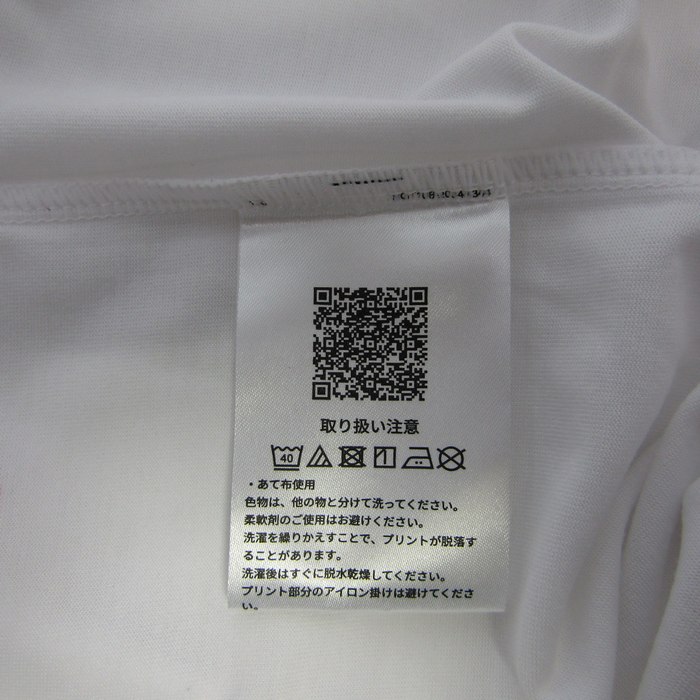 取り扱い注意
40
・あて布使用
色物は、他の物と分けて洗ってください。
柔軟剤のご使用はお避けください。
洗濯を繰りかえすことで、プリントが脱落す
ることがあります。
洗濯後はすぐに脱水乾燥してください。
プリント部分のアイロン掛けは避けてくださ
い。